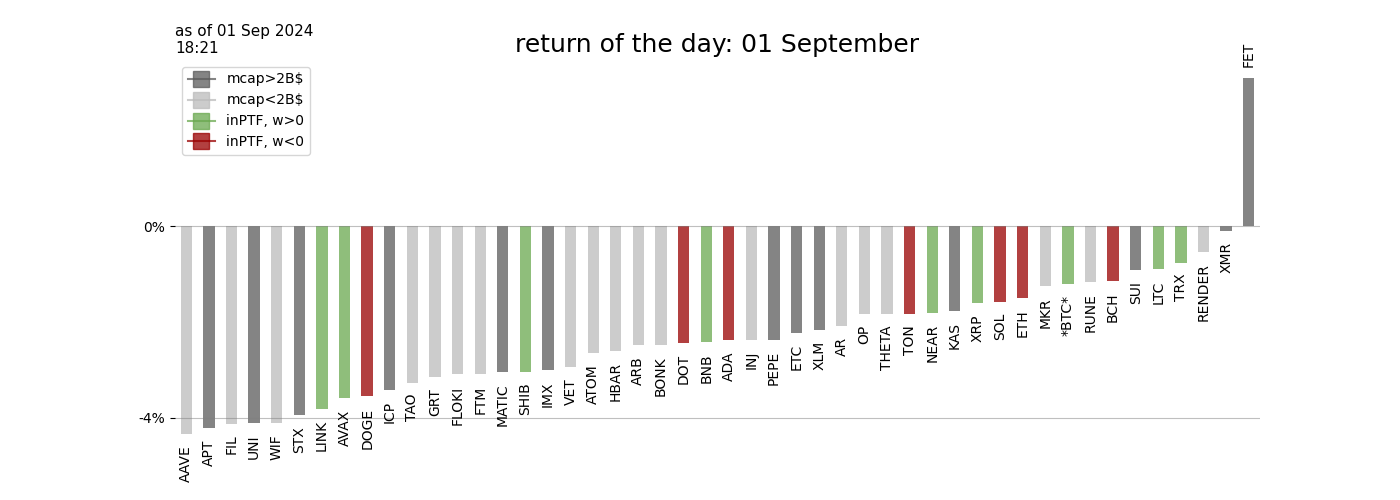 as of 01 Sep 2024
18:21
return of the day: 01 September
mcap>2B$
mcap<2B$
inPTF, w>0
inPTF, w<0
0%
-4%
AAVE
APT
FIL
UNI
WIF
STX
LINK
AVAX
DOGE
ICP
TAO
GRT
FLOKI
FTM
MATIC
SHIB
IMX
VET
ATOM
HBAR
ARB
BONK
DOT
BNB
ADA
INJ
PEPE
ETC
XLM
AR
OP
THETA
TON
NEAR
KAS
XRP
SOL
ETH
MKR
*BTC*
RUNE
BCH
SUI
LTC
TRX
RENDER
XMR
FET